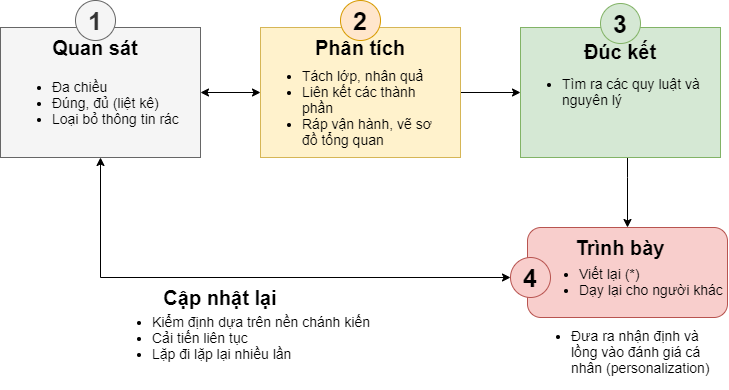 1
Quan sát
• Đa chiều
• Đúng, đủ (liệt kê)
• Loại bỏ thông tin rác
2
Phân tích
• Tách lớp, nhân quả
• Liên kết các thành
phần
• Ráp vận hành, vẽ sơ
đồ tổng quan
3
Đúc kết
• Tìm ra các quy luật và
nguyên lý
4
Trình bày
• Viết lại (*)
• Dạy lại cho người khác
• Đưa ra nhận định và
lồng vào đánh giá cá
nhân (personalization)
Cập nhật lại
• Kiểm định dựa trên nền chánh kiến
• Cải tiến liên tục
• Lặp đi lặp lại nhiều lần